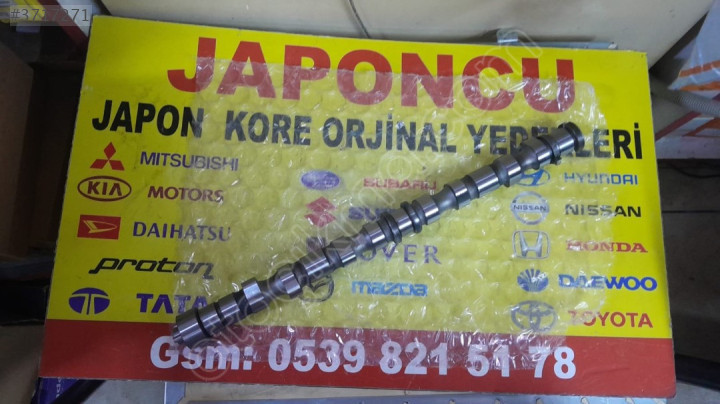 JAPONCU
JAPON KORE ORJİNAL
MITSUBISHI
KIA MOTORS
DAIHATSU
PROTON
TATA
SUBARU
mazda
HYUNDAI
NISSAN
HONDA
DAEWOO
TOYOTA
Gsm: 0539 821 51 78